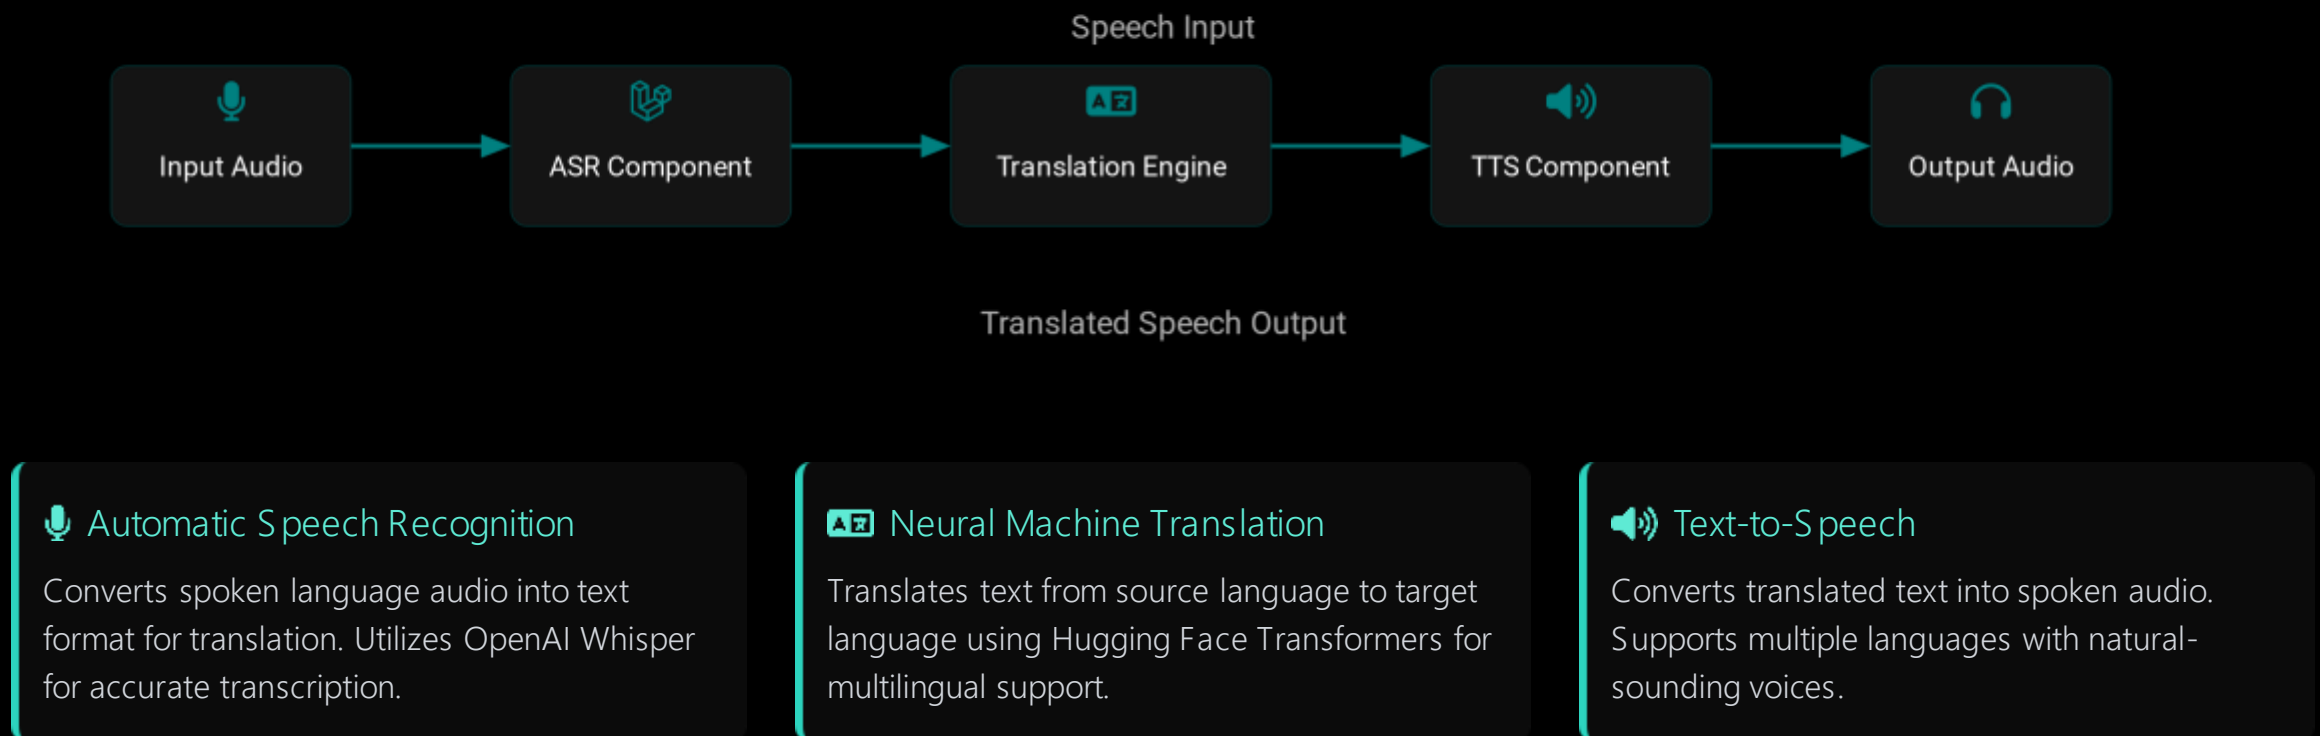 Speech Input
Input Audio
ASR Component
Translation Engine
TTS Component
Output Audio
Translated Speech Output
Automatic Speech Recognition
Converts spoken language audio into text
format for translation. Utilizes OpenAI Whisper
for accurate transcription.
Neural Machine Translation
Translates text from source language to target
language using Hugging Face Transformers for
multilingual support.
Text-to-Speech
Converts translated text into spoken audio.
Supports multiple languages with natural-
sounding voices.